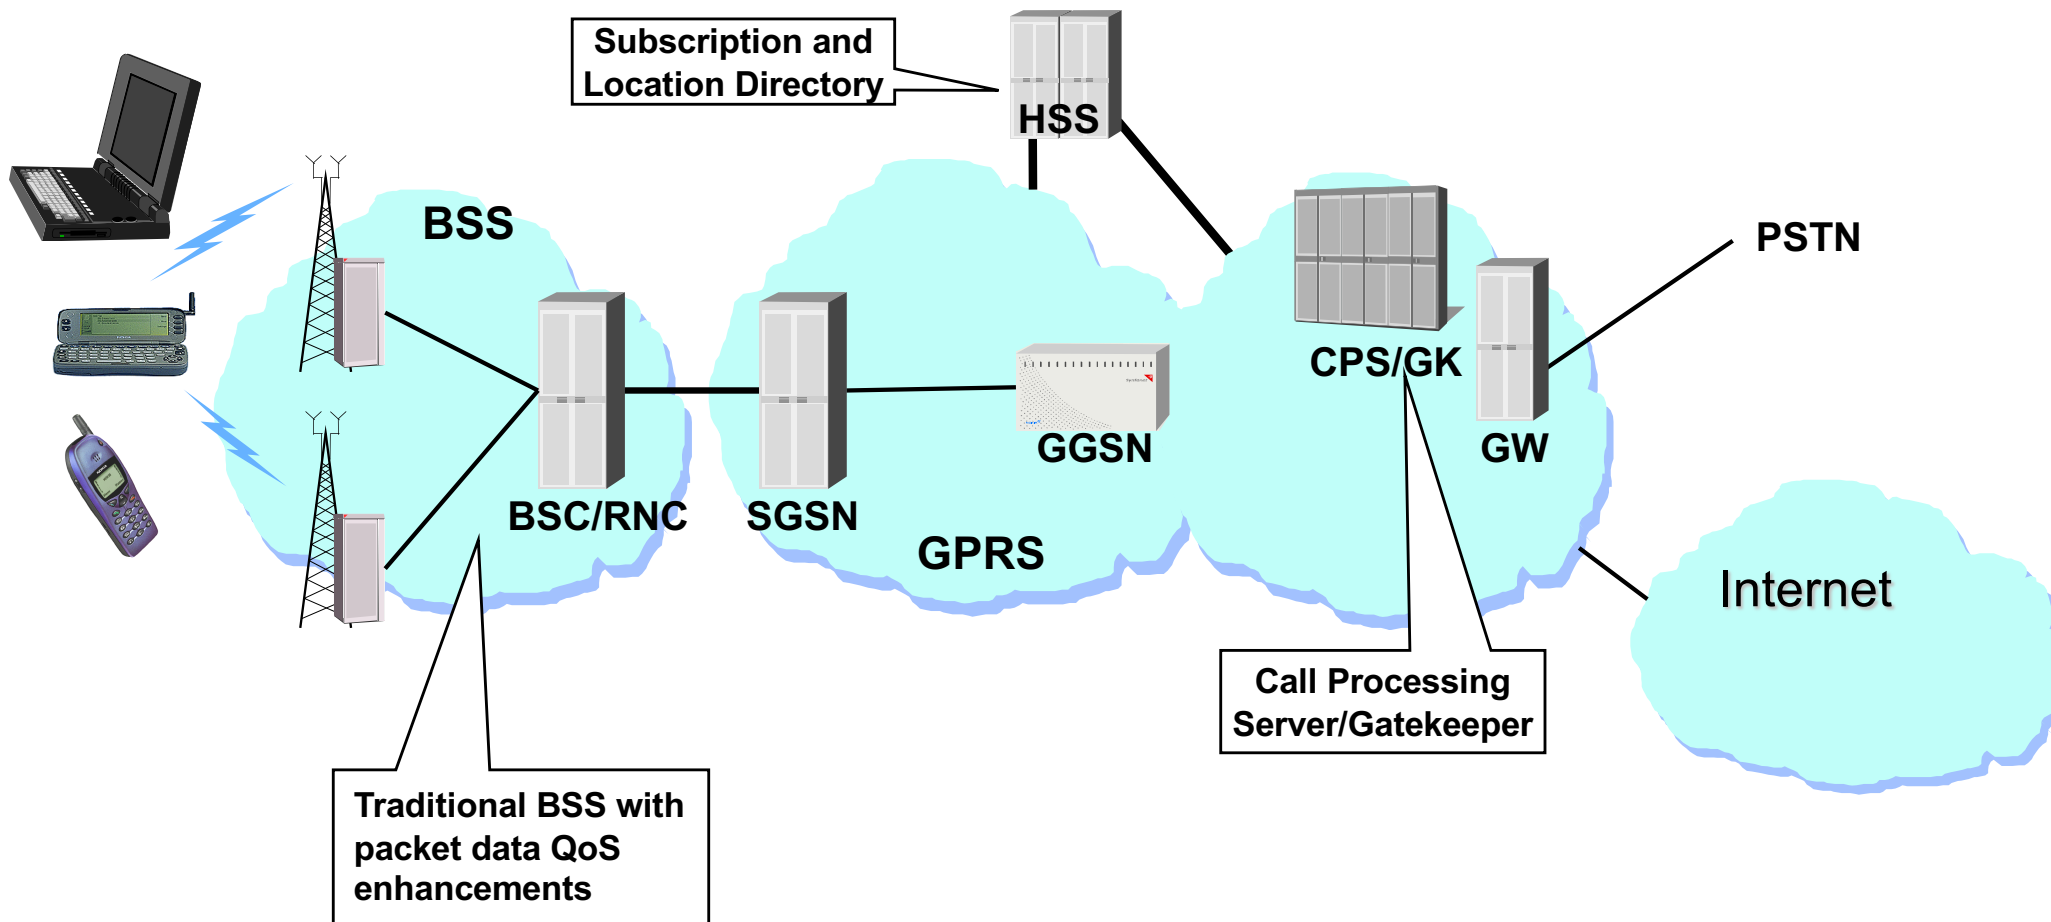 Subscription and
Location Directory
HSS
BSS
PSTN
CPS/GK
GGSN
GW
BSC/RNC
SGSN
GPRS
Internet
Call Processing
Server/Gatekeeper
Traditional BSS with
packet data QoS
enhancements